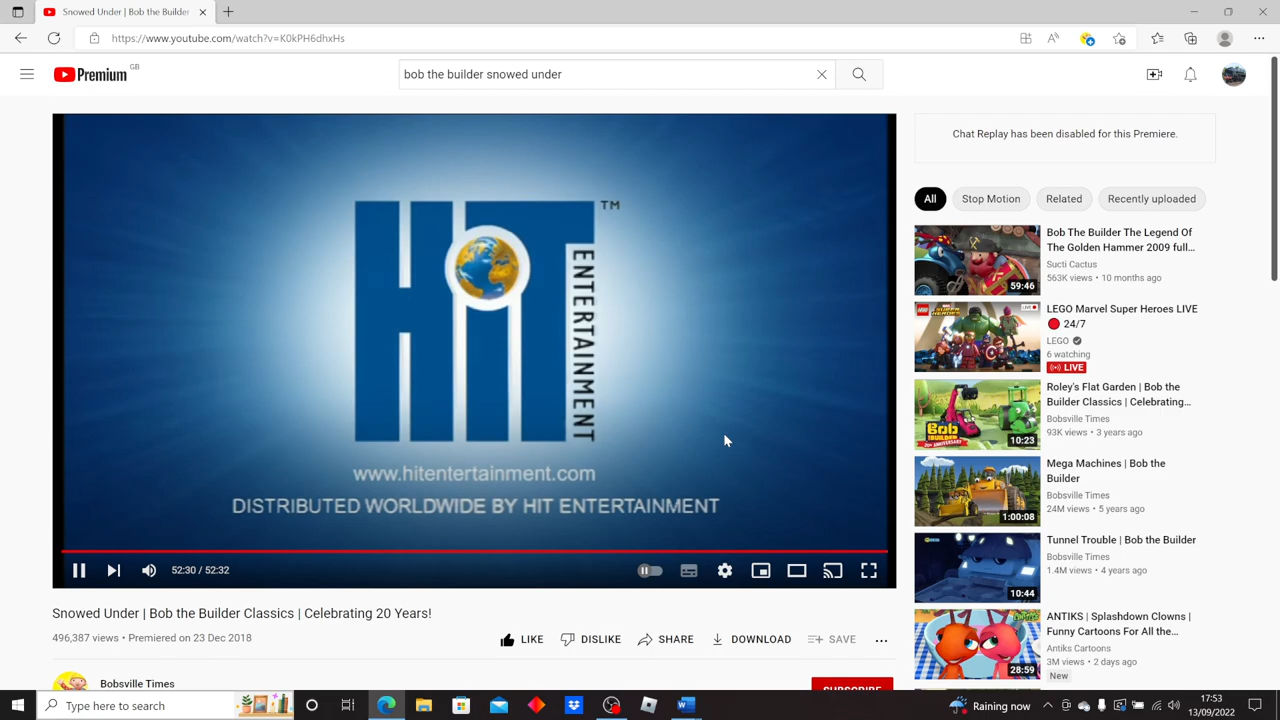 Snowed Under | Bob the Builder
https://www.youtube.com/watch?v=K0kPH6dhxHs
Premium GB
bob the builder snowed under
HiT ENTERTAINMENT ™
www.hitentertainment.com
DISTRIBUTED WORLDWIDE BY HIT ENTERTAINMENT
52:30 / 52:32
Snowed Under | Bob the Builder Classics | Celebrating 20 Years!
496,387 views • Premiered on 23 Dec 2018
LIKE DISLIKE SHARE DOWNLOAD SAVE
Bobsville Times
SUBSCRIBE
Chat Replay has been disabled for this Premiere.
All Stop Motion Related Recently uploaded
59:46
Bob The Builder The Legend Of
The Golden Hammer 2009 full...
Sucti Cactus
563K views • 10 months ago
LIVE
LEGO Marvel Super Heroes LIVE
24/7
LEGO
6 watching
LIVE
Bob
10:23
Roley's Flat Garden | Bob the
Builder Classics | Celebrating...
Bobsville Times
93K views • 3 years ago
1:00:08
Mega Machines | Bob the
Builder
Bobsville Times
24M views • 5 years ago
10:44
Tunnel Trouble | Bob the Builder
Bobsville Times
1.4M views • 4 years ago
28:59
ANTIKS | Splashdown Clowns |
Funny Cartoons For All the...
Antiks Cartoons
3M views • 2 days ago
New
Type here to search
Raining now
17:53
13/09/2022